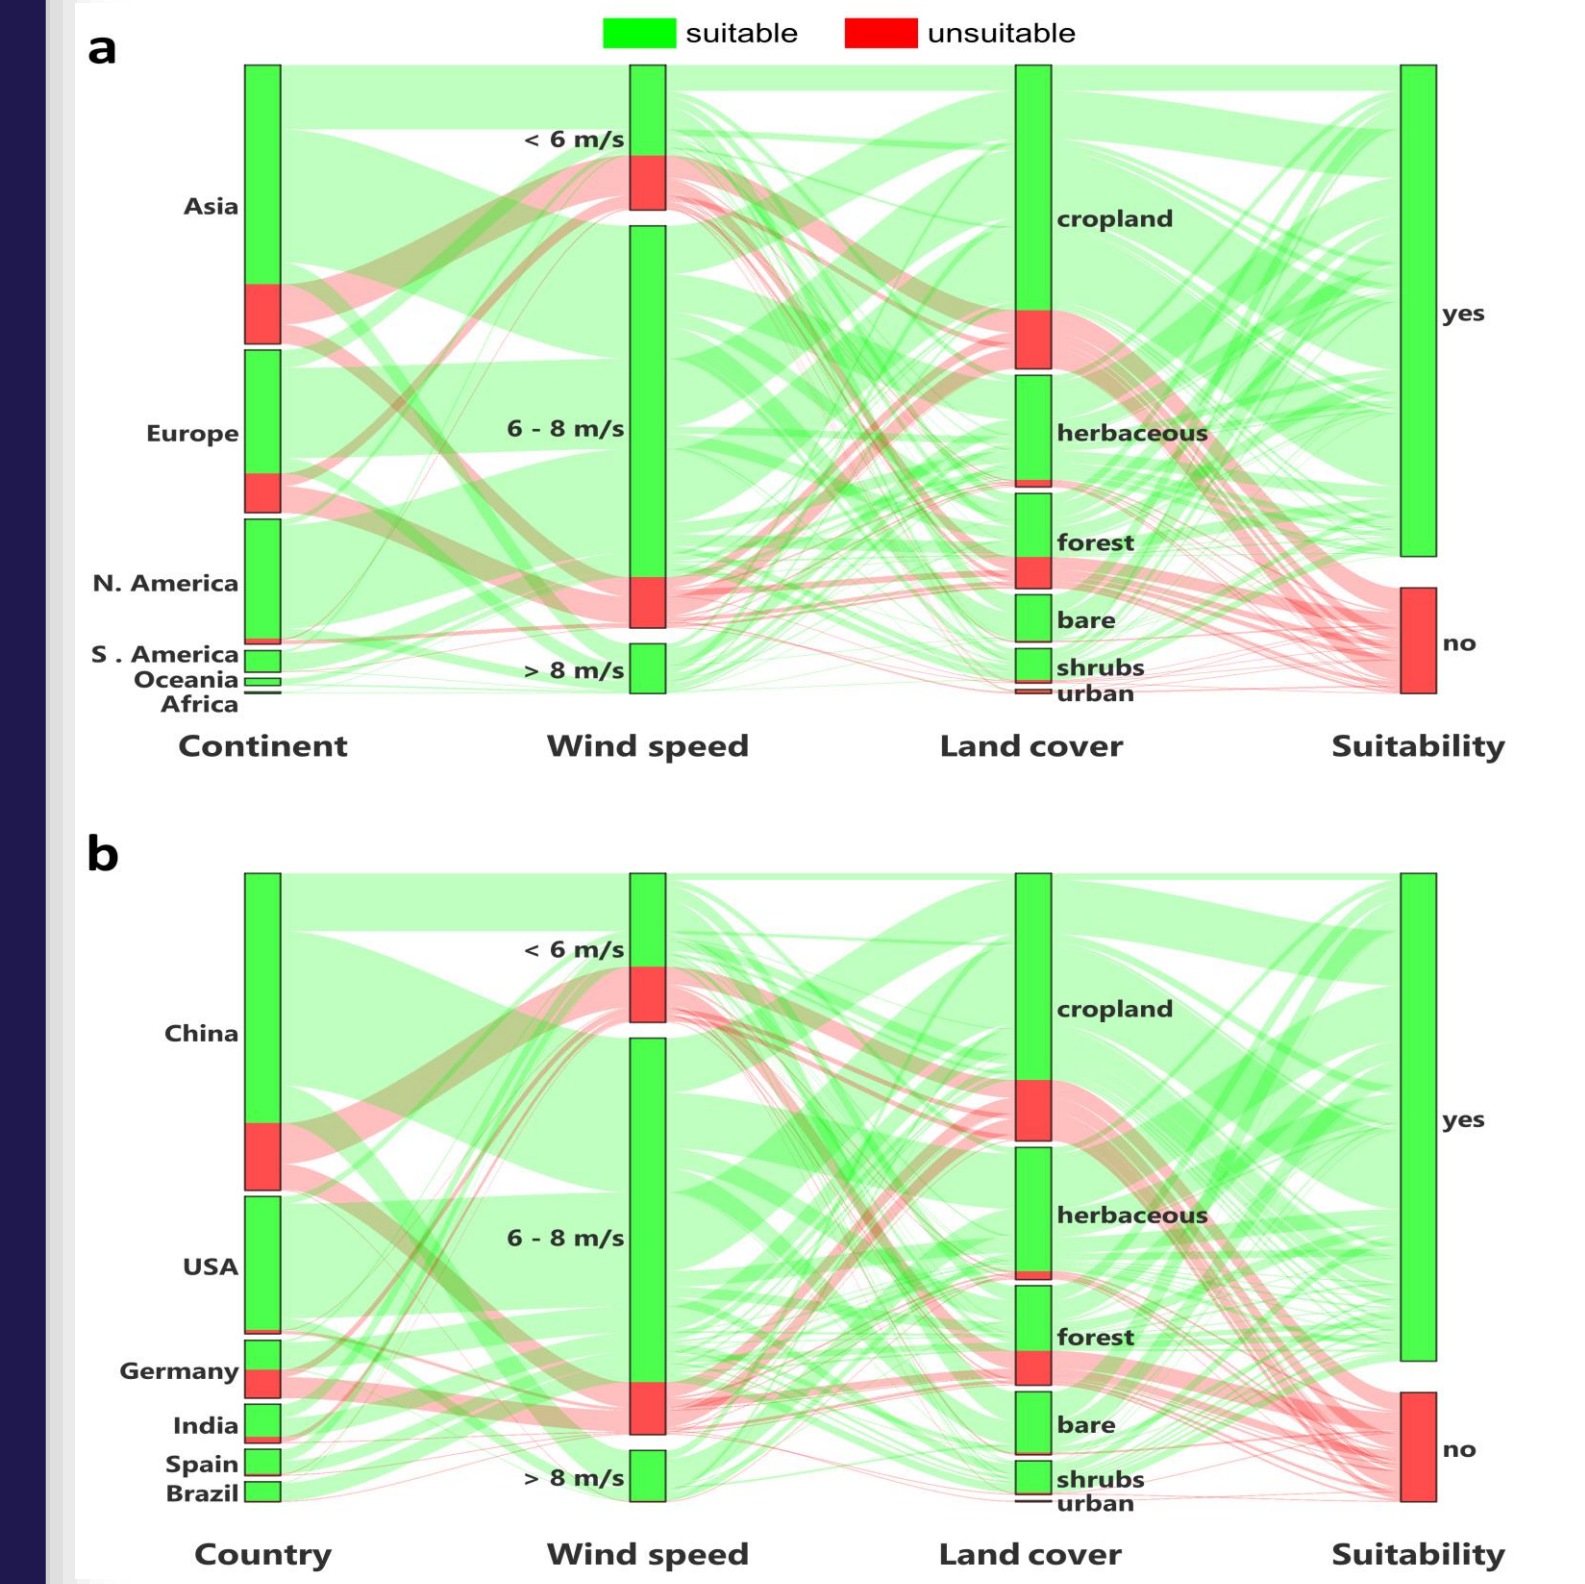 suitable unsuitable
a
Asia
Europe
N. America
S . America
Oceania
Africa
< 6 m/s
6 - 8 m/s
> 8 m/s
cropland
herbaceous
forest
bare
shrubs
urban
yes
no
Continent Wind speed Land cover Suitability
b
China
USA
Germany
India
Spain
Brazil
< 6 m/s
6 - 8 m/s
> 8 m/s
cropland
herbaceous
forest
bare
shrubs
urban
yes
no
Country Wind speed Land cover Suitability